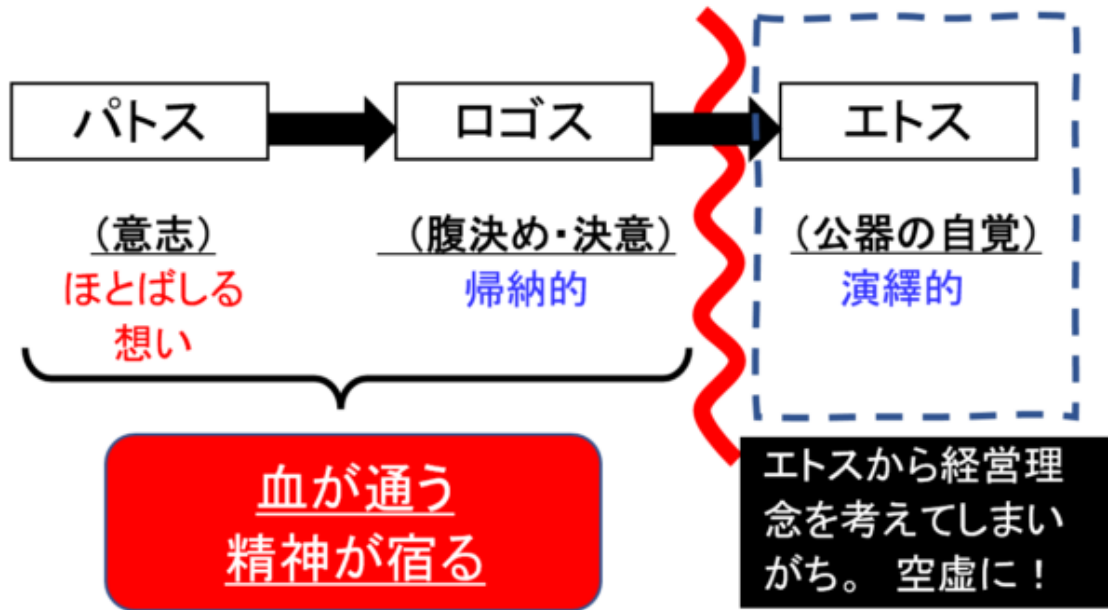 パトス
ロゴス
エトス
（意志）
ほとばしる
想い
（腹決め・決意）
帰納的
（公器の自覚）
演繹的
血が通う
精神が宿る
エトスから経営理
念を考えてしまい
がち。 空虚に！